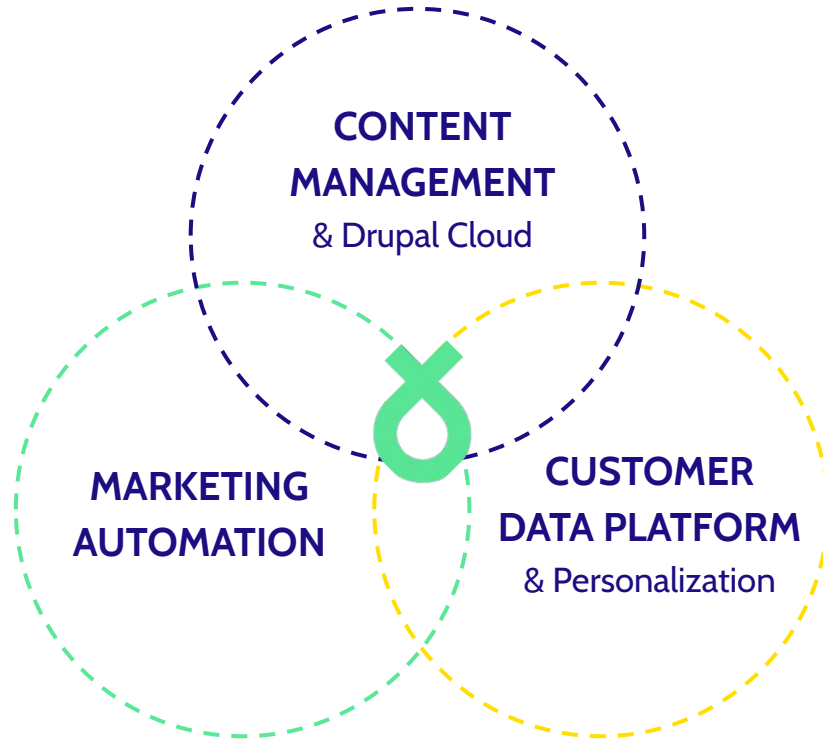 CONTENT
MANAGEMENT
& Drupal Cloud
MARKETING
AUTOMATION
CUSTOMER
DATA PLATFORM
& Personalization